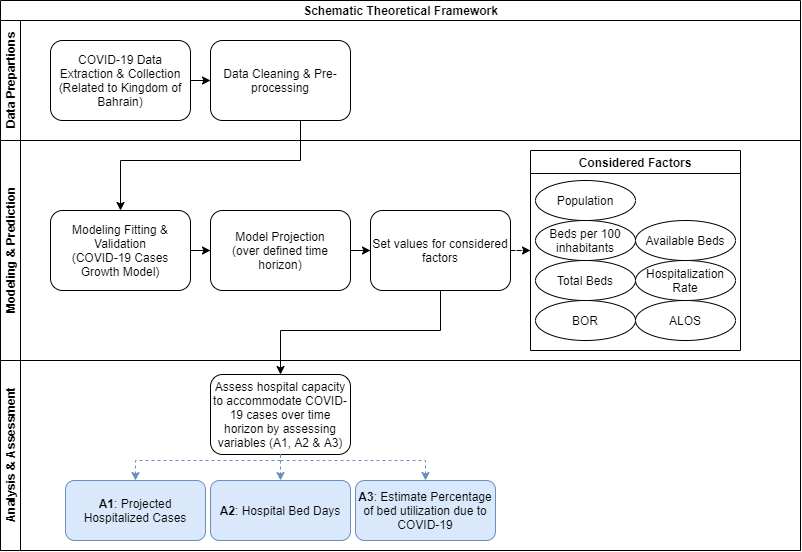 Schematic Theoretical Framework
Data Prepartions
COVID-19 Data
Extraction & Collection
(Related to Kingdom of
Bahrain)
Data Cleaning & Pre-
processing
Modeling & Prediction
Modeling Fitting &
Validation
(COVID-19 Cases
Growth Model)
Model Projection
(over defined time
horizon)
Set values for considered
factors
Considered Factors
Population
Beds per 100
inhabitants
Available Beds
Total Beds
Hospitalization
Rate
BOR
ALOS
Analysis & Assessment
Assess hospital capacity
to accommodate COVID-
19 cases over time
horizon by assessing
variables (A1, A2 & A3)
A1: Projected
Hospitalized Cases
A2: Hospital Bed Days
A3: Estimate Percentage
of bed utilization due to
COVID-19